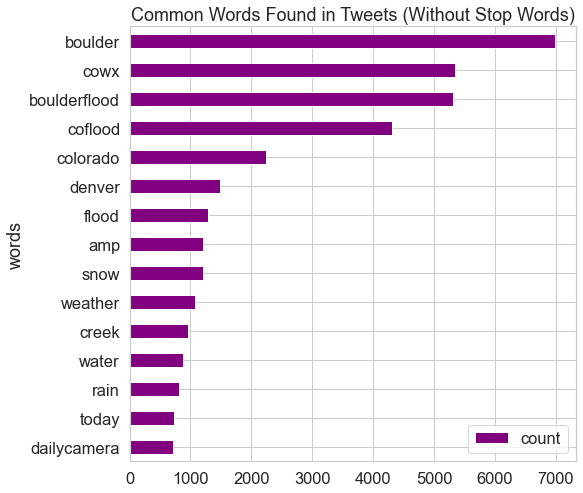 Common Words Found in Tweets (Without Stop Words)
boulder
cowx
boulderflood
coflood
colorado
denver
flood
amp
snow
weather
creek
water
rain
today
dailycamera
words
count
0 1000 2000 3000 4000 5000 6000 7000